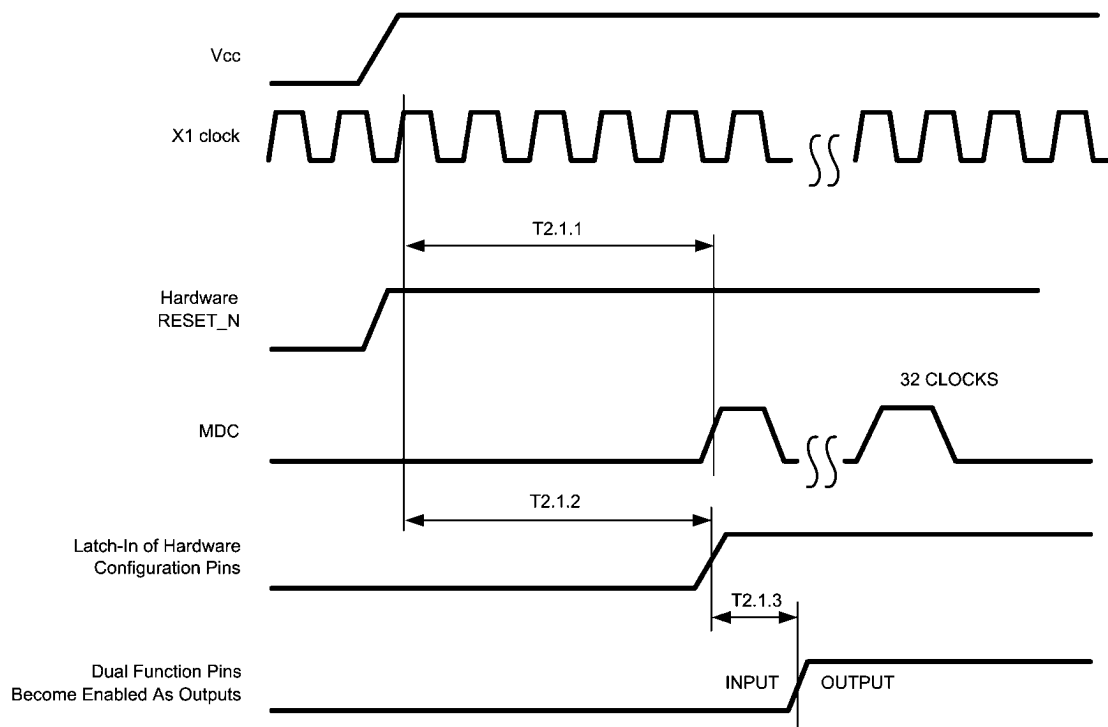 Vcc
X1 clock
T2.1.1
Hardware
RESET_N
32 CLOCKS
MDC
T2.1.2
Latch-In of Hardware
Configuration Pins
T2.1.3
Dual Function Pins
Become Enabled As Outputs
INPUT
OUTPUT